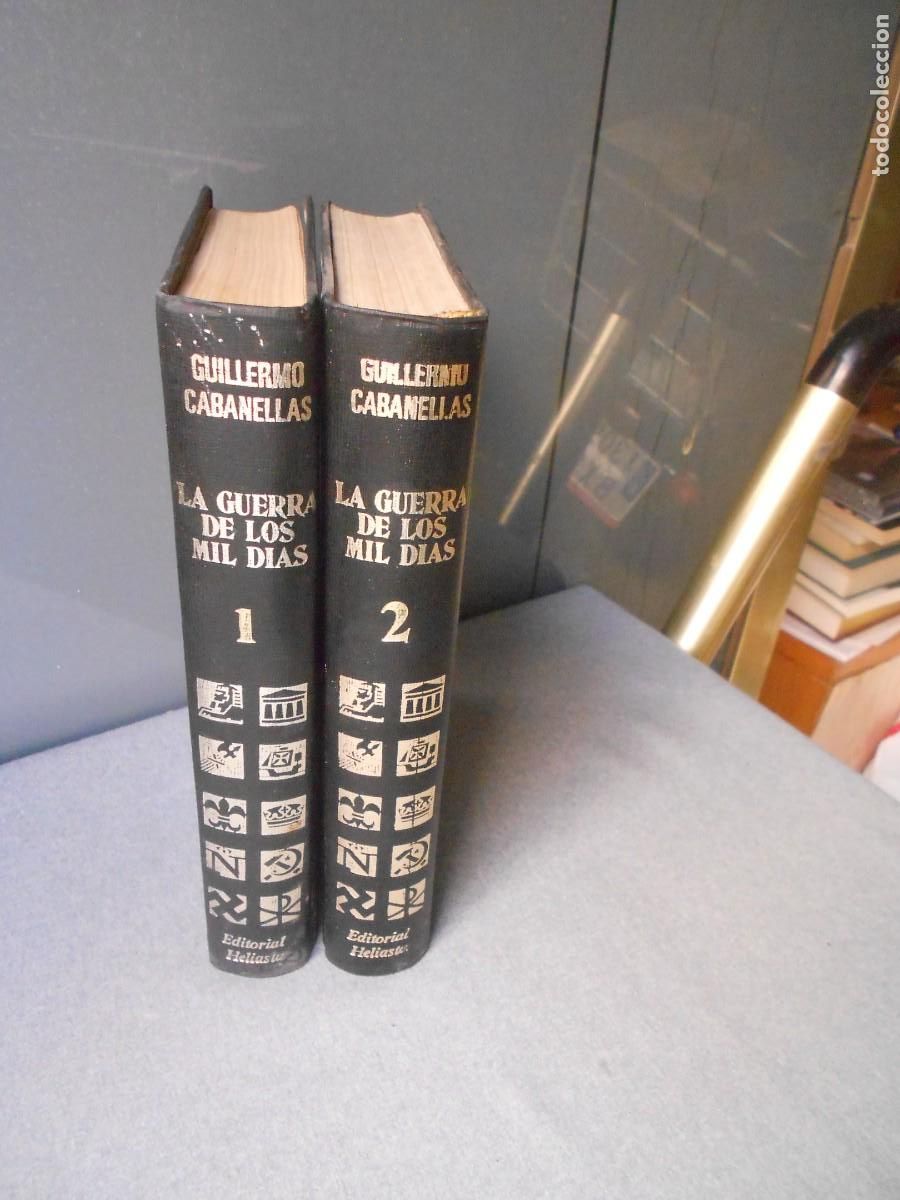 GUILLERMO
CABANELLAS
LA GUERRA
DE LOS
MIL DIAS
1
N
Editorial
Heliasta
GUILLERMO
CABANELLAS
LA GUERRA
DE LOS
MIL DIAS
2
N
Editorial
Heliasta
todocoleccion